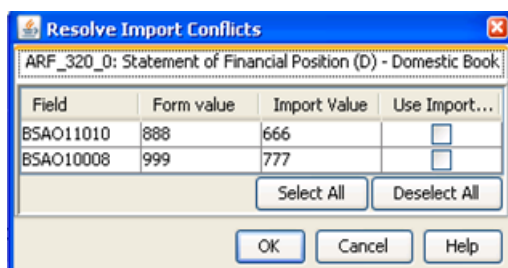 Resolve Import Conflicts
ARF_320_0: Statement of Financial Position (D) - Domestic Book
Field Form value Import Value Use Import...
BSAO11010 888 666
BSAO10008 999 777
Select All Deselect All
OK Cancel Help